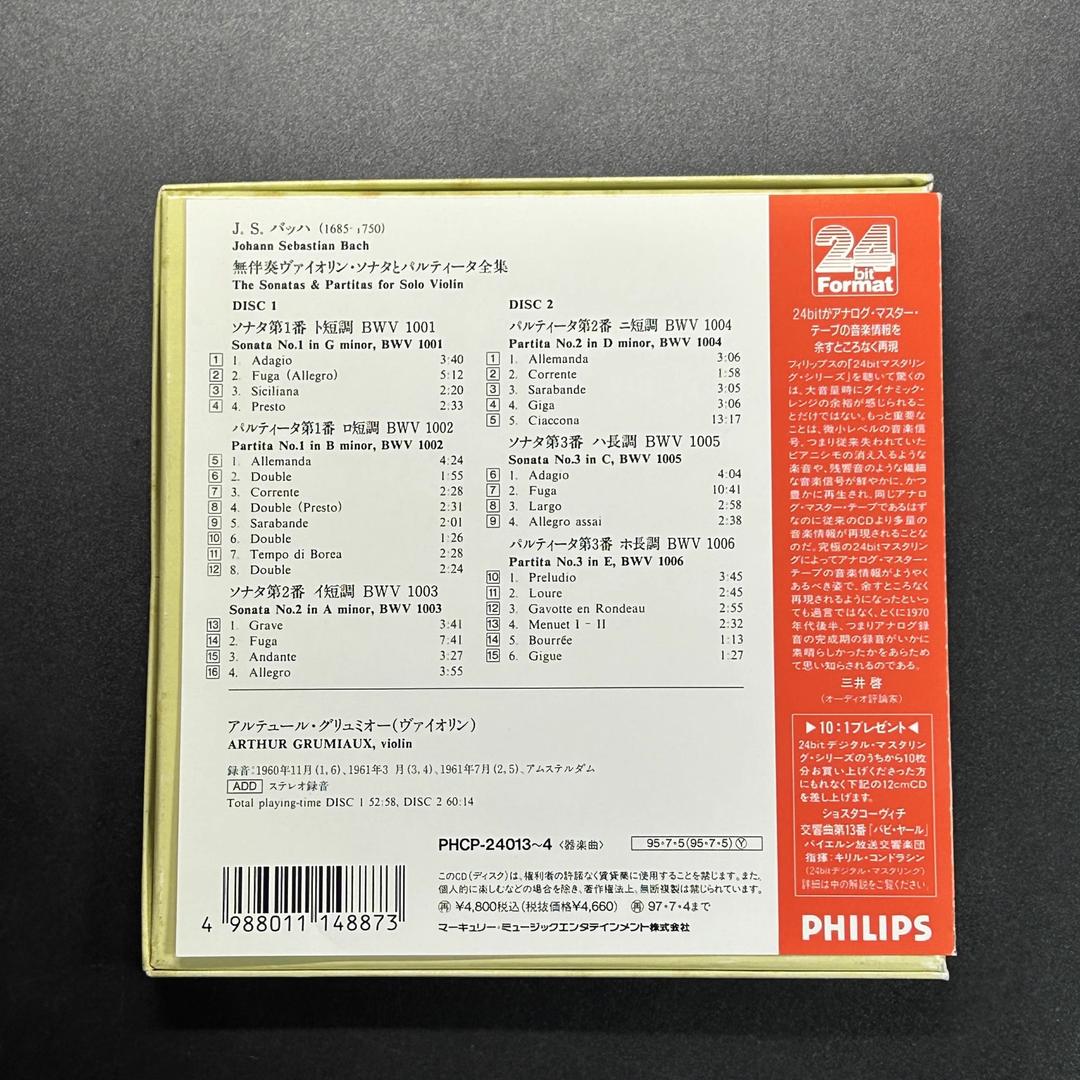 J. S. バッハ (1685-1750)
Johann Sebastian Bach
無伴奏ヴァイオリン・ソナタとパルティータ全集
The Sonatas & Partitas for Solo Violin
DISC 1
ソナタ第1番 ト短調 BWV 1001
Sonata No.1 in G minor, BWV 1001
1 1. Adagio 3:40
2 2. Fuga (Allegro) 5:12
3 3. Siciliana 2:20
4 4. Presto 2:33
パルティータ第1番 ロ短調 BWV 1002
Partita No.1 in B minor, BWV 1002
5 1. Allemanda 4:24
6 2. Double 1:55
7 3. Corrente 2:28
8 4. Double (Presto) 2:31
9 5. Sarabande 2:01
10 6. Double 1:26
11 7. Tempo di Borea 2:28
12 8. Double 2:24
ソナタ第2番 イ短調 BWV 1003
Sonata No.2 in A minor, BWV 1003
13 1. Grave 3:41
14 2. Fuga 7:41
15 3. Andante 3:27
16 4. Allegro 3:55
DISC 2
パルティータ第2番 ニ短調 BWV 1004
Partita No.2 in D minor, BWV 1004
1 1. Allemanda 3:06
2 2. Corrente 1:58
3 3. Sarabande 3:05
4 4. Giga 3:06
5 5. Ciaccona 13:17
ソナタ第3番 ハ長調 BWV 1005
Sonata No.3 in C, BWV 1005
6 1. Adagio 4:04
7 2. Fuga 10:41
8 3. Largo 2:58
9 4. Allegro assai 2:38
パルティータ第3番 ホ長調 BWV 1006
Partita No.3 in E, BWV 1006
10 1. Preludio 3:45
11 2. Loure 2:45
12 3. Gavotte en Rondeau 2:55
13 4. Menuet I - II 2:32
14 5. Bourrée 1:13
15 6. Gigue 1:27
アルテュール・グリュミオー(ヴァイオリン)
ARTHUR GRUMIAUX, violin
録音:1960年11月(1,6)、1961年3月(3,4)、1961年7月(2,5)、アムステルダム
ADD ステレオ録音
Total playing-time DISC 1 52:58, DISC 2 60:14
PHCP-24013~4 〈器楽曲〉 95・7・5(95・7・5)Ⓨ
このCD(ディスク)は、権利者の許諾なく賃貸業に使用することを禁じます。また、
個人的に楽しむなどの場合を除き、著作権法上、無断複製は禁じられています。
㊢ ¥4,800税込(税抜価格¥4,660) ㊢ 97・7・4まで
マーキュリー・ミュージックエンタテインメント株式会社
4 988011 148873
24
bit
Format
24bitがアナログ・マスター・
テープの音楽情報を
余すところなく再現
フィリップスの「24bitマスタリン
グ・シリーズ」を聴いて驚くの
は、大音量時にダイナミック・
レンジの余裕が感じられるこ
とだけではない。もっと重要な
ことは、微小レベルの音楽信
号、つまり従来失われていた
ピアニシモの消え入るような
楽音や、残響音のような繊細
な音楽信号が鮮やかに、かつ
豊かに再生され、同じアナロ
グ・マスター・テープであるはず
なのに従来のCDより多量の
音楽情報が再現されることな
のだ。究極の24bitマスタリン
グによってアナログ・マスター・
テープの音楽情報がようやく
あるべき姿で、余すところなく
再現されるようになったといっ
ても過言ではなく、とくに1970
年代後半、つまりアナログ録
音の完成期の録音がいかに
素晴らしかったかをあらため
て思い知らされるのである。
三井 啓
(オーディオ評論家)
▶10:1プレゼント◀
24bitデジタル・マスタリン
グ・シリーズのうちから10枚
分お買い上げくださった方
にもれなく下記の12cmCD
を差し上げます。
ショスタコーヴィチ
交響曲第13番「バビ・ヤール」
バイエルン放送交響楽団
指揮:キリル・コンドラシン
(24bitデジタル・マスタリング)
詳細は中の解説をご覧ください。
PHILIPS